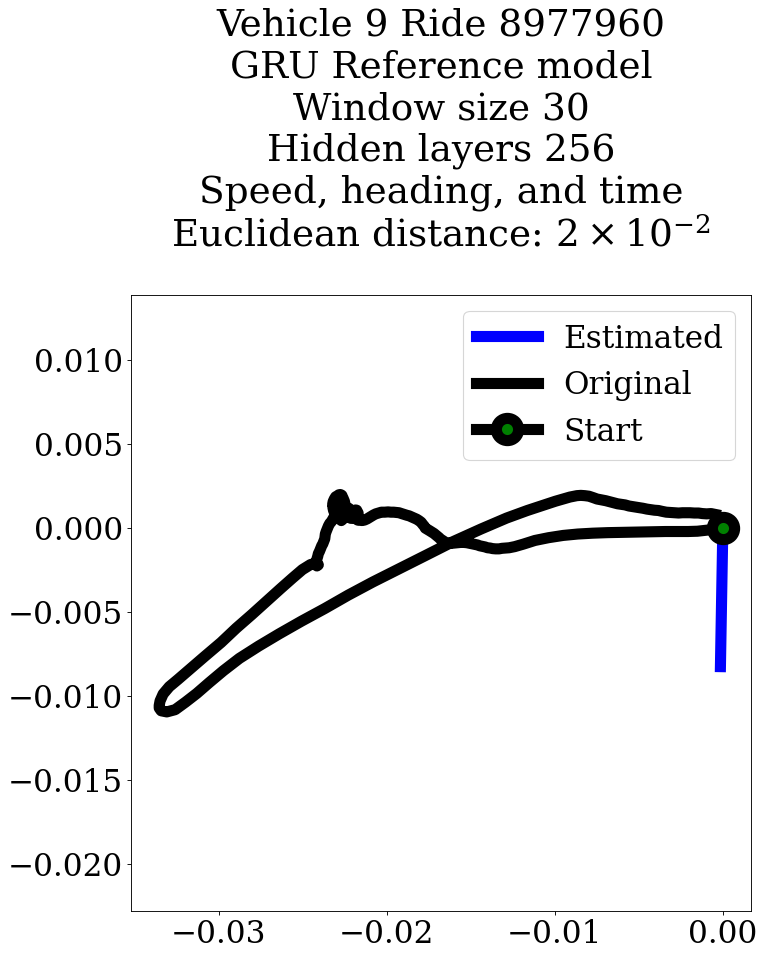 Vehicle 9 Ride 8977960
GRU Reference model
Window size 30
Hidden layers 256
Speed, heading, and time
Euclidean distance: 2 × 10⁻²
Estimated
Original
Start
0.010
0.005
0.000
−0.005
−0.010
−0.015
−0.020
−0.03 −0.02 −0.01 0.00